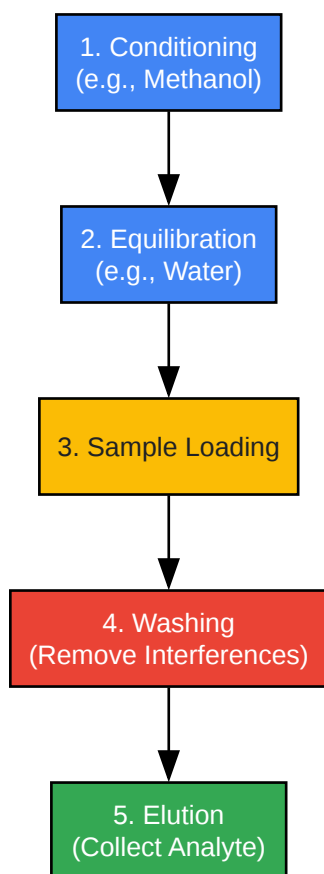 1. Conditioning
(e.g., Methanol)
2. Equilibration
(e.g., Water)
3. Sample Loading
4. Washing
(Remove Interferences)
5. Elution
(Collect Analyte)